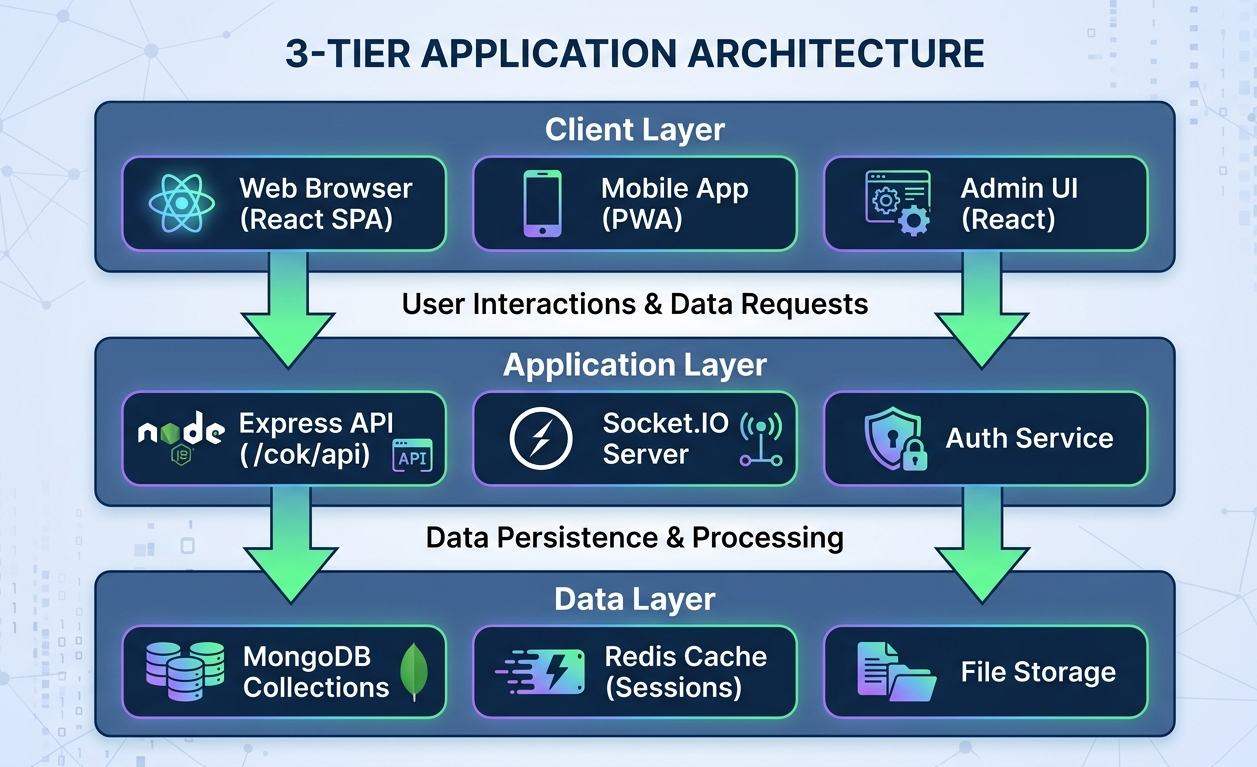 3-TIER APPLICATION ARCHITECTURE
Client Layer
Web Browser
(React SPA)
Mobile App
(PWA)
Admin UI
(React)
User Interactions & Data Requests
Application Layer
node
JS
Express API
(/cok/api)
API
Socket.IO
Server
Auth Service
Data Persistence & Processing
Data Layer
MongoDB
Collections
Redis Cache
(Sessions)
File Storage